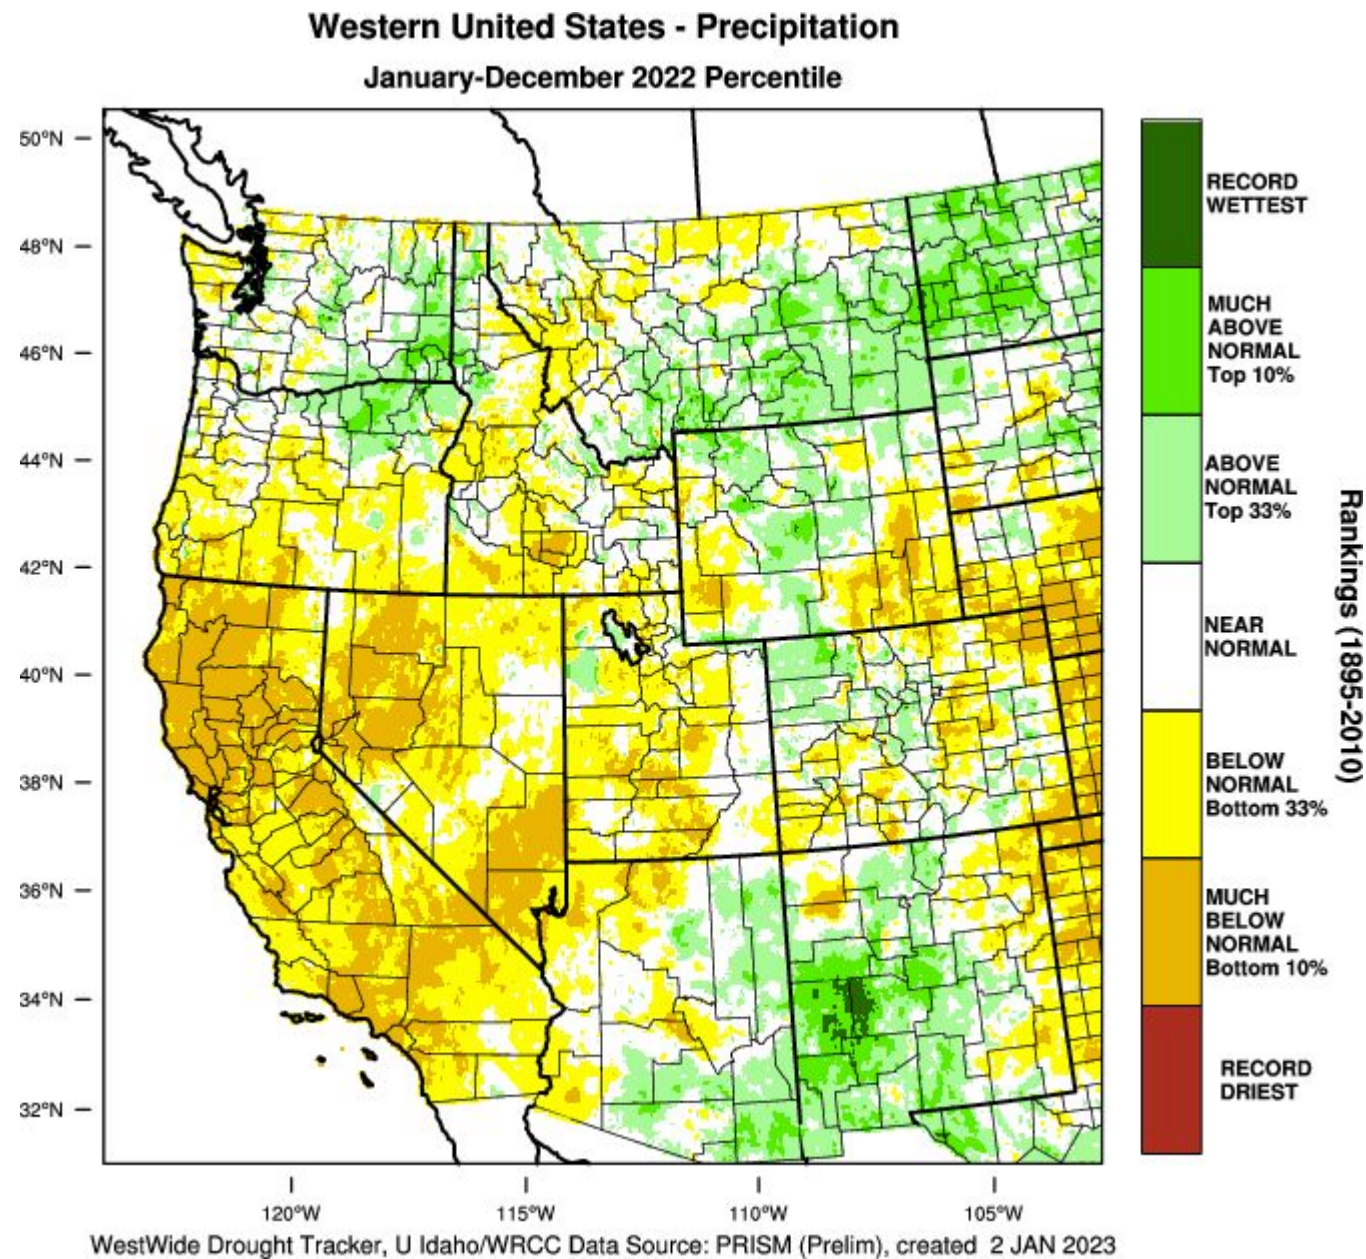 Western United States - Precipitation
January-December 2022 Percentile
50°N
48°N
46°N
44°N
42°N
40°N
38°N
36°N
34°N
32°N
120°W
115°W
110°W
105°W
RECORD
WETTEST
MUCH
ABOVE
NORMAL
Top 10%
ABOVE
NORMAL
Top 33%
NEAR
NORMAL
BELOW
NORMAL
Bottom 33%
MUCH
BELOW
NORMAL
Bottom 10%
RECORD
DRIEST
Rankings (1895-2010)
WestWide Drought Tracker, U Idaho/WRCC Data Source: PRISM (Prelim), created 2 JAN 2023